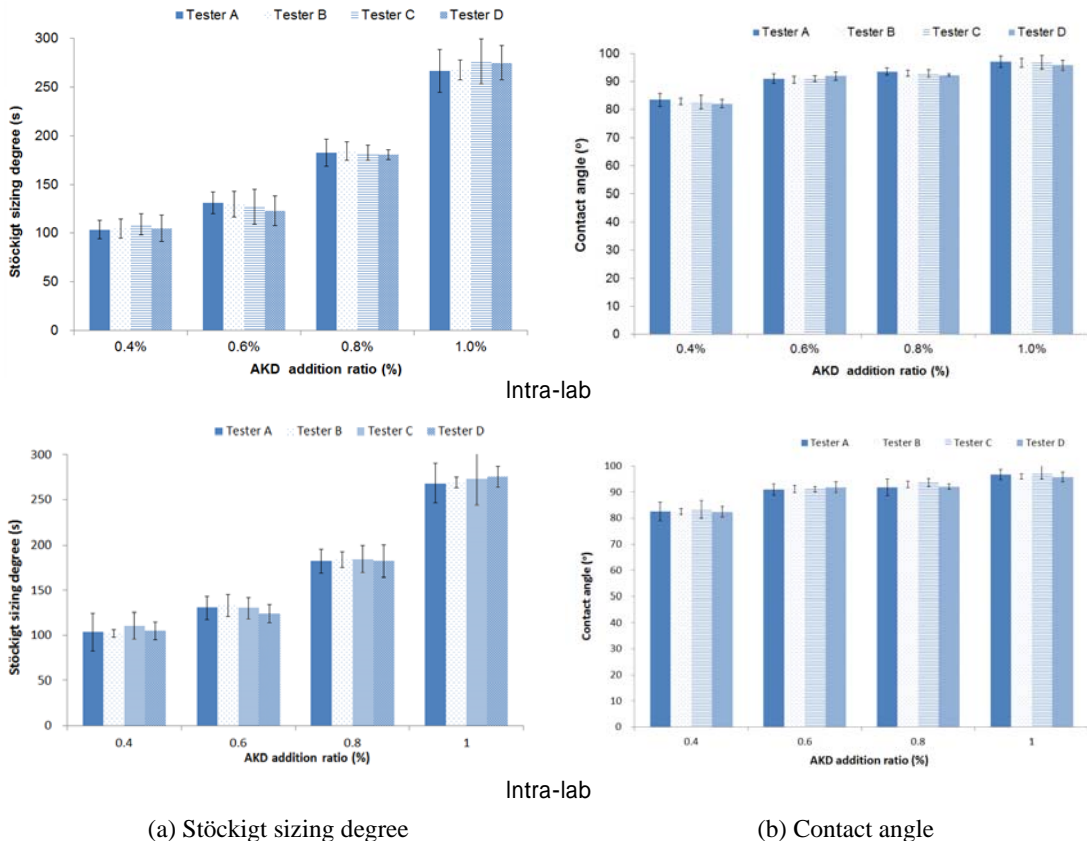 Tester A Tester B Tester C Tester D
300
250
200
150
100
50
0
Stöckigt sizing degree (s)
0.4% 0.6% 0.8% 1.0%
AKD addition ratio (%)
Tester A Tester B Tester C Tester D
100
90
80
70
60
50
40
30
20
10
0
Contact angle (º)
0.4% 0.6% 0.8% 1.0%
AKD addition ratio (%)
Intra-lab
Tester A Tester B Tester C Tester D
300
250
200
150
100
50
0
Stöckigt sizing degree (s)
0.4 0.6 0.8 1
AKD addition ratio (%)
Tester A Tester B Tester C Tester D
100
90
80
70
60
50
40
30
20
10
0
Contact angle (º)
0.4 0.6 0.8 1
AKD addition ratio (%)
Intra-lab
(a) Stöckigt sizing degree (b) Contact angle